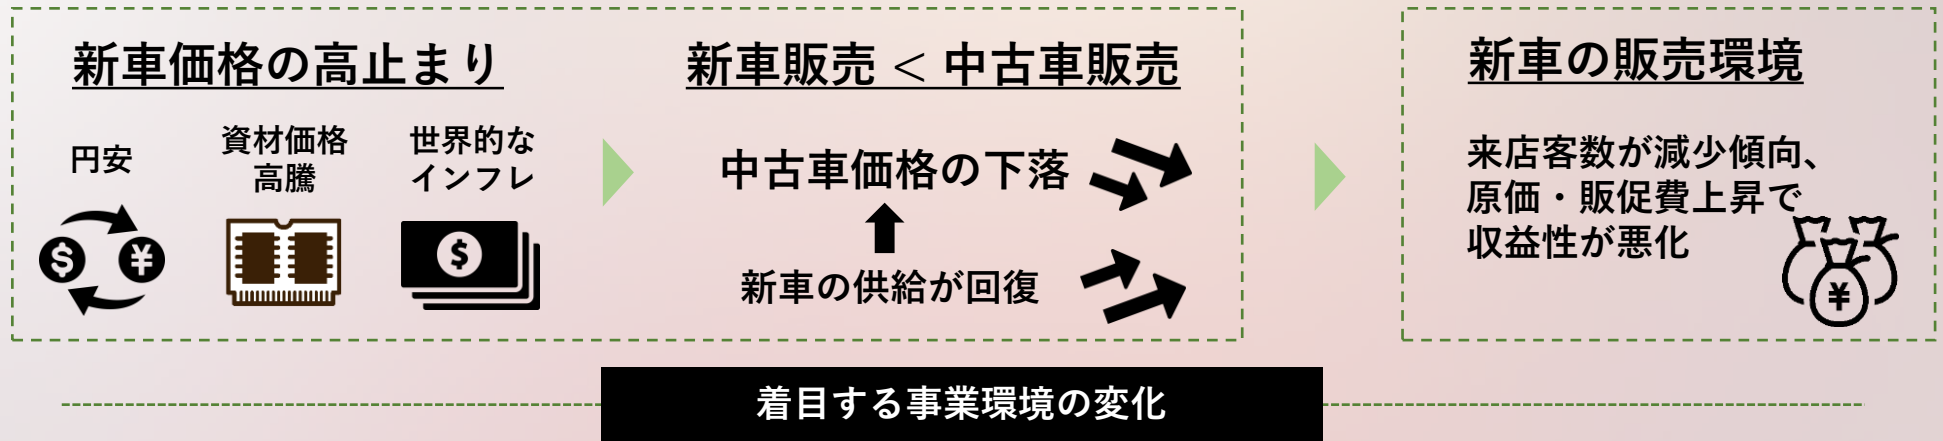 新車価格の高止まり
円安
資材価格
高騰
世界的な
インフレ
$
¥
$
新車販売 < 中古車販売
中古車価格の下落
新車の供給が回復
新車の販売環境
来店客数が減少傾向、
原価・販促費上昇で
収益性が悪化
¥
着目する事業環境の変化